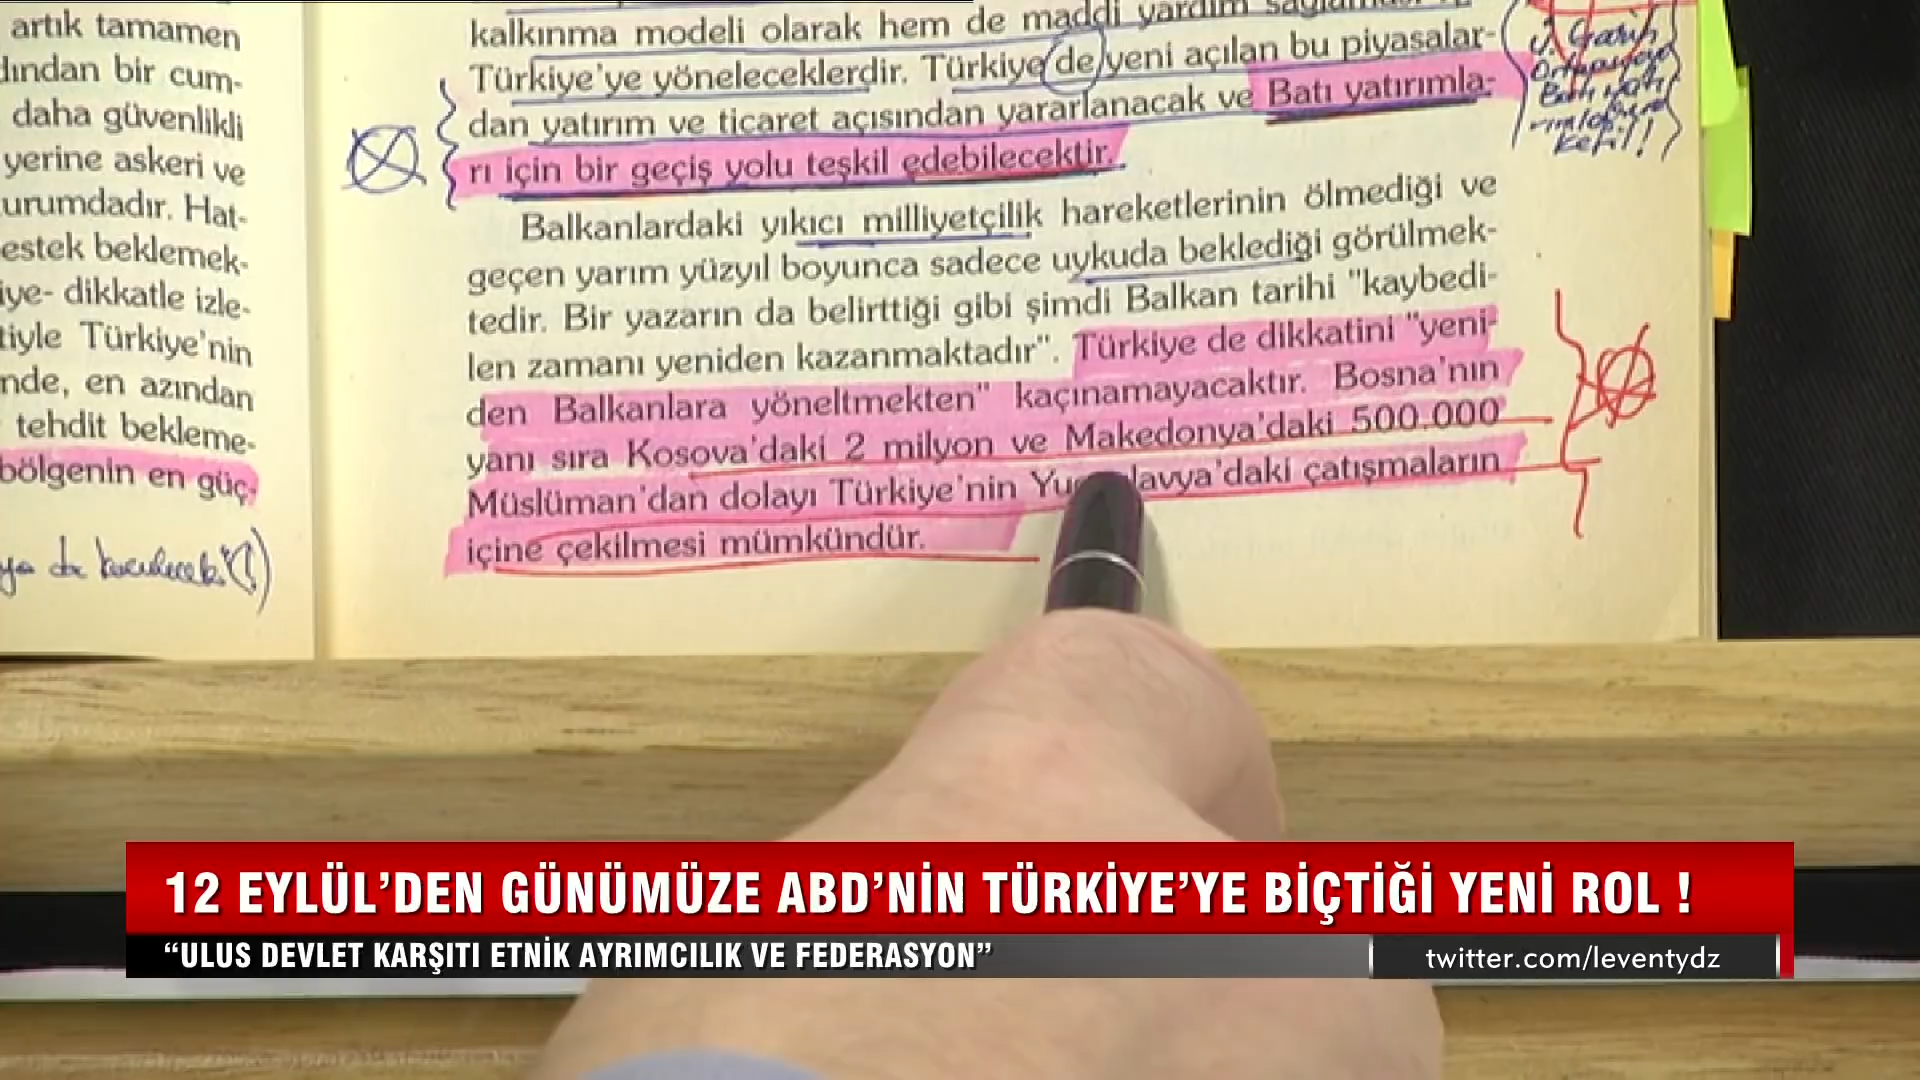 artık tamamen
dından bir cum-
daha güvenlikli
yerine askeri ve
urumdadır. Hat-
estek beklemek-
iye- dikkatle izle-
tiyle Türkiye'nin
nde, en azından
tehdit bekleme-
bölgenin en güç-
kalkınma modeli olarak hem de maddi yardım
Türkiye'ye yöneleceklerdir. Türkiye de yeni açılan bu piyasalar-
dan yatırım ve ticaret açısından yararlanacak ve Batı yatırımla-
rı için bir geçiş yolu teşkil edebilecektir.
Balkanlardaki yıkıcı milliyetçilik hareketlerinin ölmediği ve
geçen yarım yüzyıl boyunca sadece uykuda beklediği görülmek-
tedir. Bir yazarın da belirttiği gibi şimdi Balkan tarihi "kaybedi-
len zamanı yeniden kazanmaktadır". Türkiye de dikkatini "yeni-
den Balkanlara yöneltmekten" kaçınamayacaktır. Bosna'nın
yanı sıra Kosova'daki 2 milyon ve Makedonya'daki 500.000
Müslüman'dan dolayı Türkiye'nin Yu lavya'daki çatışmaların
içine çekilmesi mümkündür.
12 EYLÜL'DEN GÜNÜMÜZE ABD'NİN TÜRKİYE'YE BİÇTİĞİ YENİ ROL !
“ULUS DEVLET KARŞITI ETNİK AYRIMCILIK VE FEDERASYON”
twitter.com/leventydz